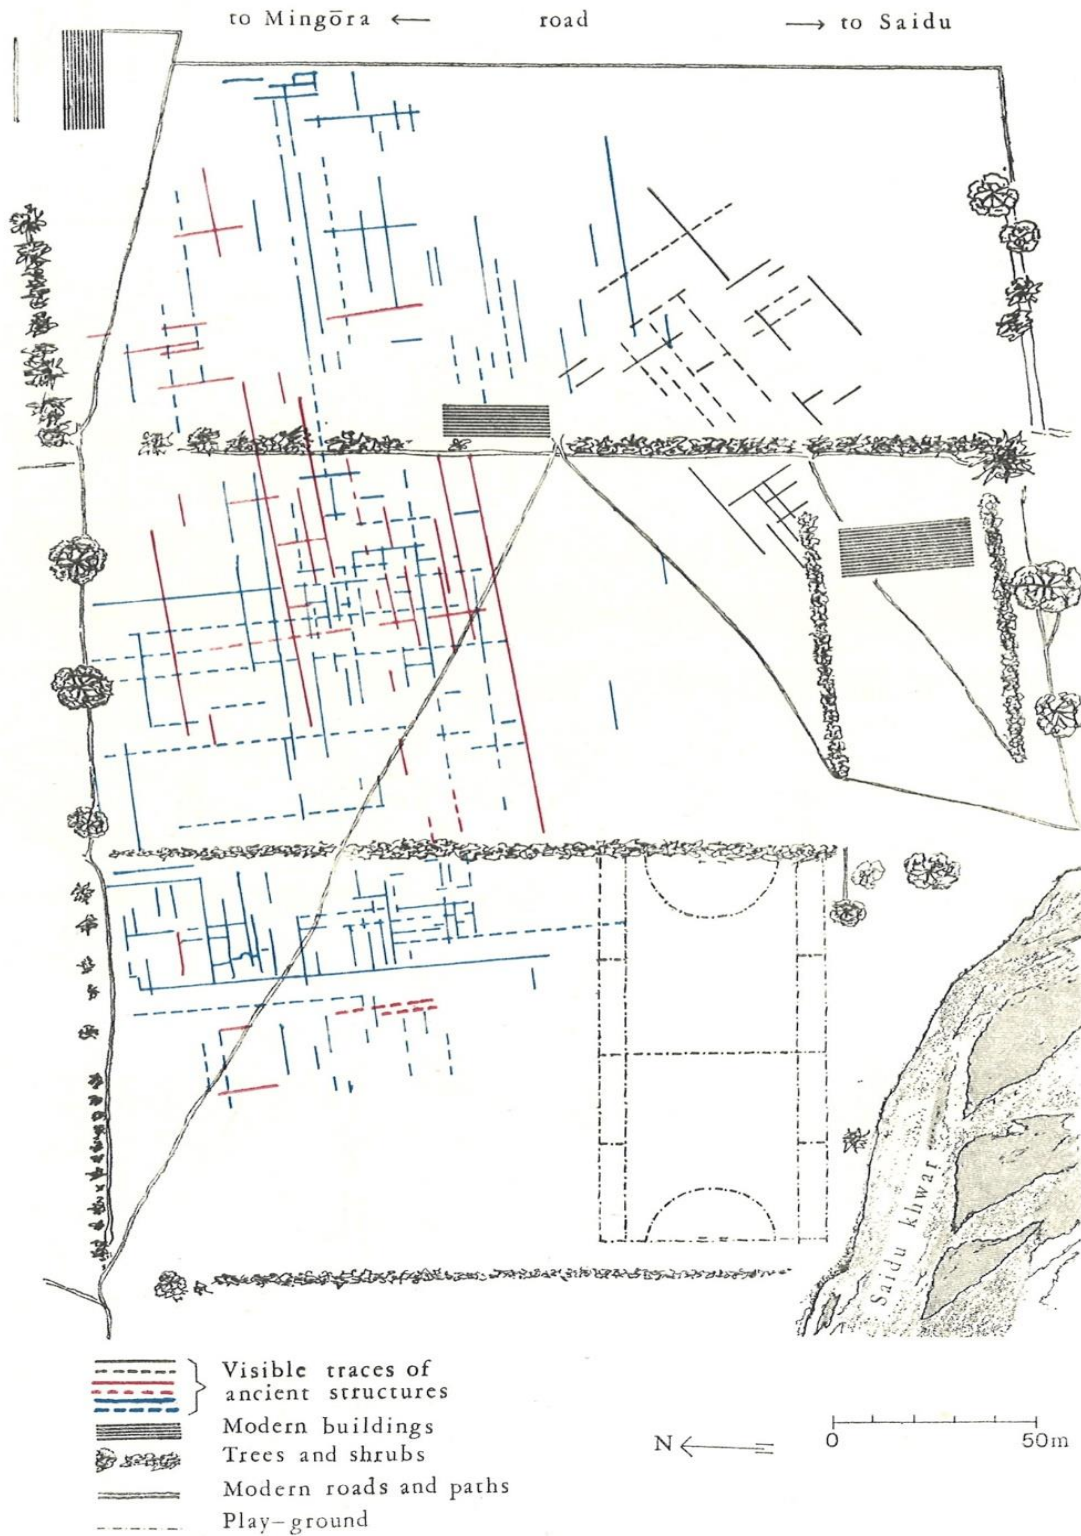 to Mingōra ← road → to Saidu
Saidu khwar
Visible traces of
ancient structures
Modern buildings
Trees and shrubs
Modern roads and paths
Play-ground
N
0 50m